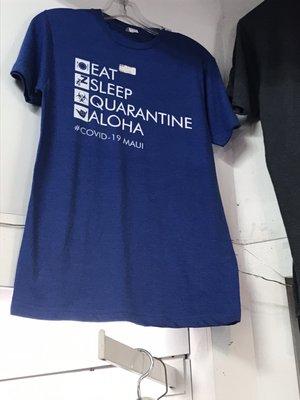 EAT
SLEEP
QUARANTINE
ALOHA
#COVID-19 MAUI